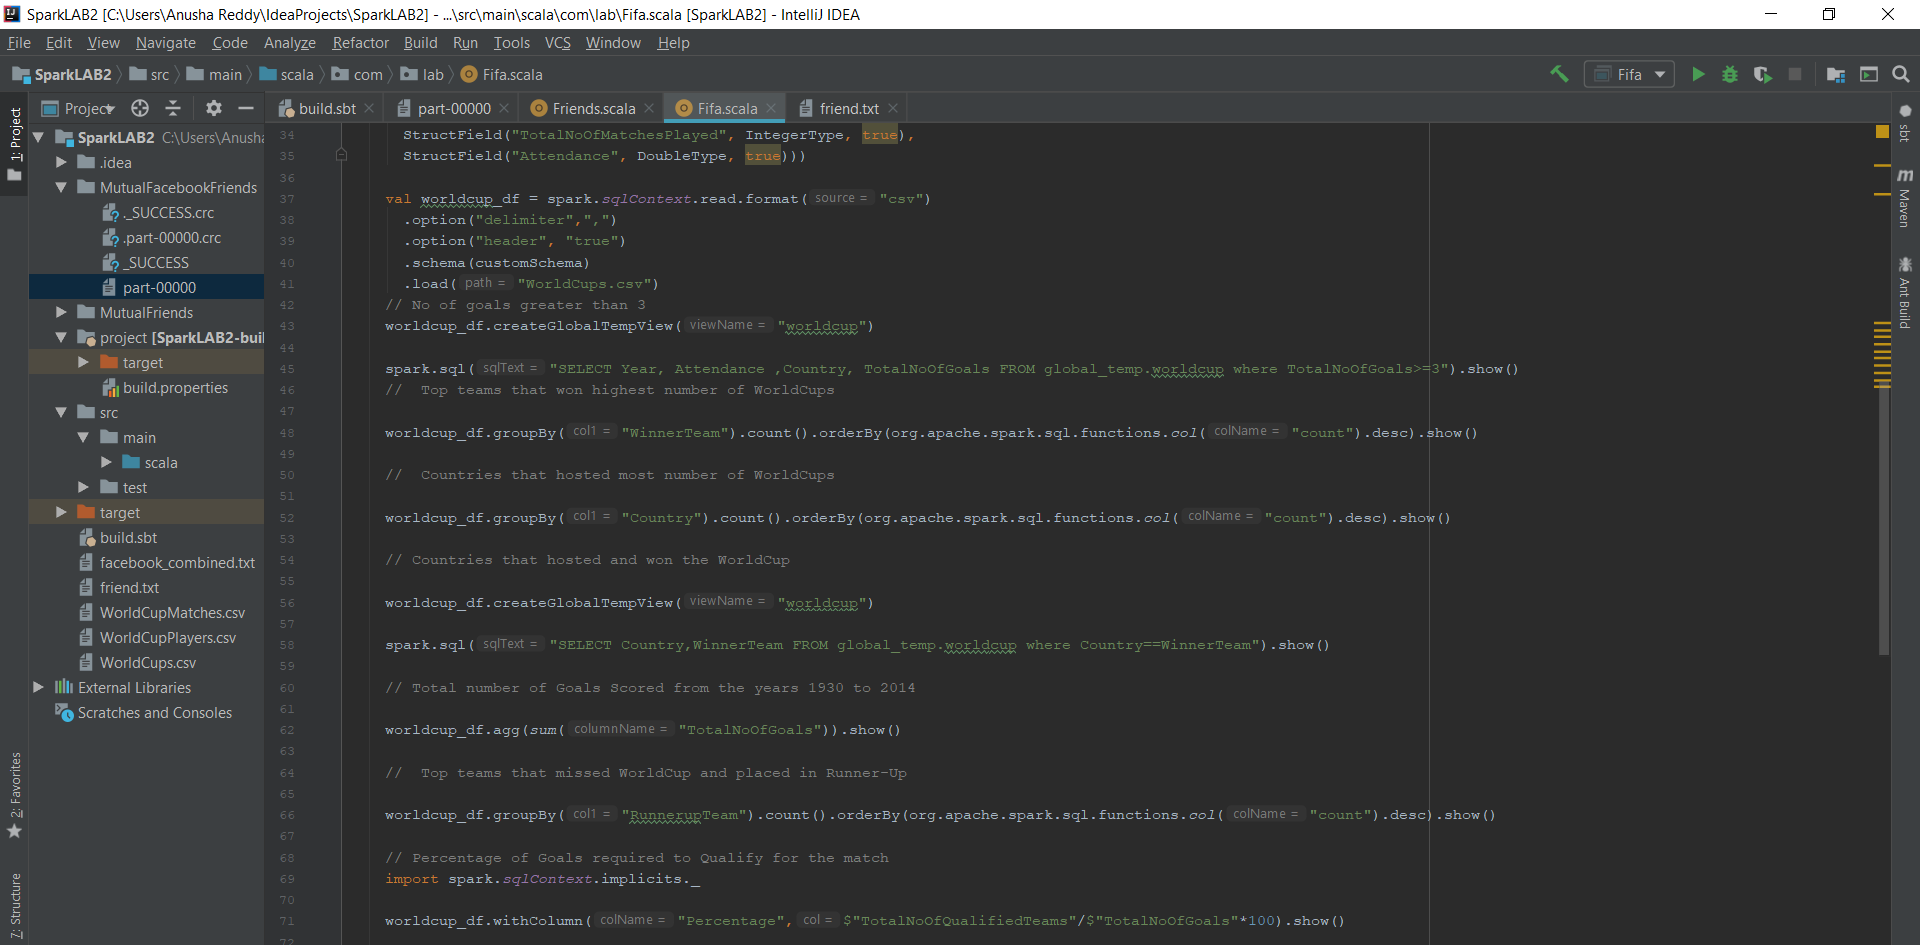 SparkLAB2 [C:\Users\Anusha Reddy\IdeaProjects\SparkLAB2] - ...\src\main\scala\com\lab\Fifa.scala [SparkLAB2] - IntelliJ IDEA
File Edit View Navigate Code Analyze Refactor Build Run Tools VCS Window Help
SparkLAB2 src main scala com lab Fifa.scala Fifa
Project build.sbt part-00000 Friends.scala Fifa.scala friend.txt
1: Project
2: Favorites
7: Structure
SparkLAB2 C:\Users\Anusha
.idea
MutualFacebookFriends
._SUCCESS.crc
.part-00000.crc
_SUCCESS
part-00000
MutualFriends
project [SparkLAB2-buil
target
build.properties
src
main
scala
test
target
build.sbt
facebook_combined.txt
friend.txt
WorldCupMatches.csv
WorldCupPlayers.csv
WorldCups.csv
External Libraries
Scratches and Consoles
34 StructField("TotalNoOfMatchesPlayed", IntegerType, true),
35 StructField("Attendance", DoubleType, true)))
36
37 val worldcup_df = spark.sqlContext.read.format( source = "csv")
38 .option("delimiter",",")
39 .option("header", "true")
40 .schema(customSchema)
41 .load( path = "WorldCups.csv")
42 // No of goals greater than 3
43 worldcup_df.createGlobalTempView( viewName = "worldcup")
44
45 spark.sql( sqlText = "SELECT Year, Attendance ,Country, TotalNoOfGoals FROM global_temp.worldcup where TotalNoOfGoals>=3").show()
46 //  Top teams that won highest number of WorldCups
47
48 worldcup_df.groupBy( col1 = "WinnerTeam").count().orderBy(org.apache.spark.sql.functions.col( colName = "count").desc).show()
49
50 //  Countries that hosted most number of WorldCups
51
52 worldcup_df.groupBy( col1 = "Country").count().orderBy(org.apache.spark.sql.functions.col( colName = "count").desc).show()
53
54 // Countries that hosted and won the WorldCup
55
56 worldcup_df.createGlobalTempView( viewName = "worldcup")
57
58 spark.sql( sqlText = "SELECT Country,WinnerTeam FROM global_temp.worldcup where Country==WinnerTeam").show()
59
60 // Total number of Goals Scored from the years 1930 to 2014
61
62 worldcup_df.agg(sum( columnName = "TotalNoOfGoals")).show()
63
64 //  Top teams that missed WorldCup and placed in Runner-Up
65
66 worldcup_df.groupBy( col1 = "RunnerupTeam").count().orderBy(org.apache.spark.sql.functions.col( colName = "count").desc).show()
67
68 // Percentage of Goals required to Qualify for the match
69 import spark.sqlContext.implicits._
70
71 worldcup_df.withColumn( colName = "Percentage", col = $"TotalNoOfQualifiedTeams"/$"TotalNoOfGoals"*100).show()
72
sbt
Maven
Ant Build